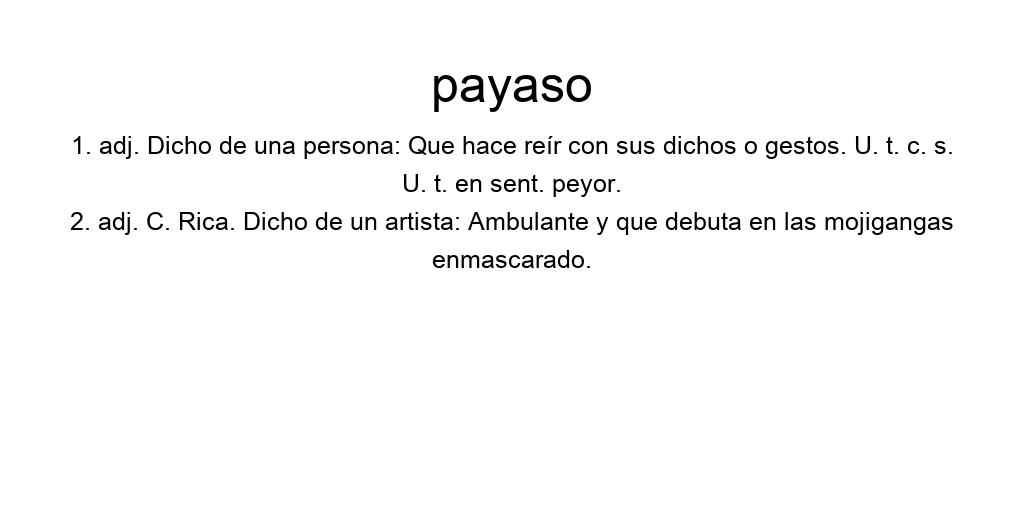 payaso
1. adj. Dicho de una persona: Que hace reír con sus dichos o gestos. U. t. c. s.
U. t. en sent. peyor.
2. adj. C. Rica. Dicho de un artista: Ambulante y que debuta en las mojigangas
enmascarado.